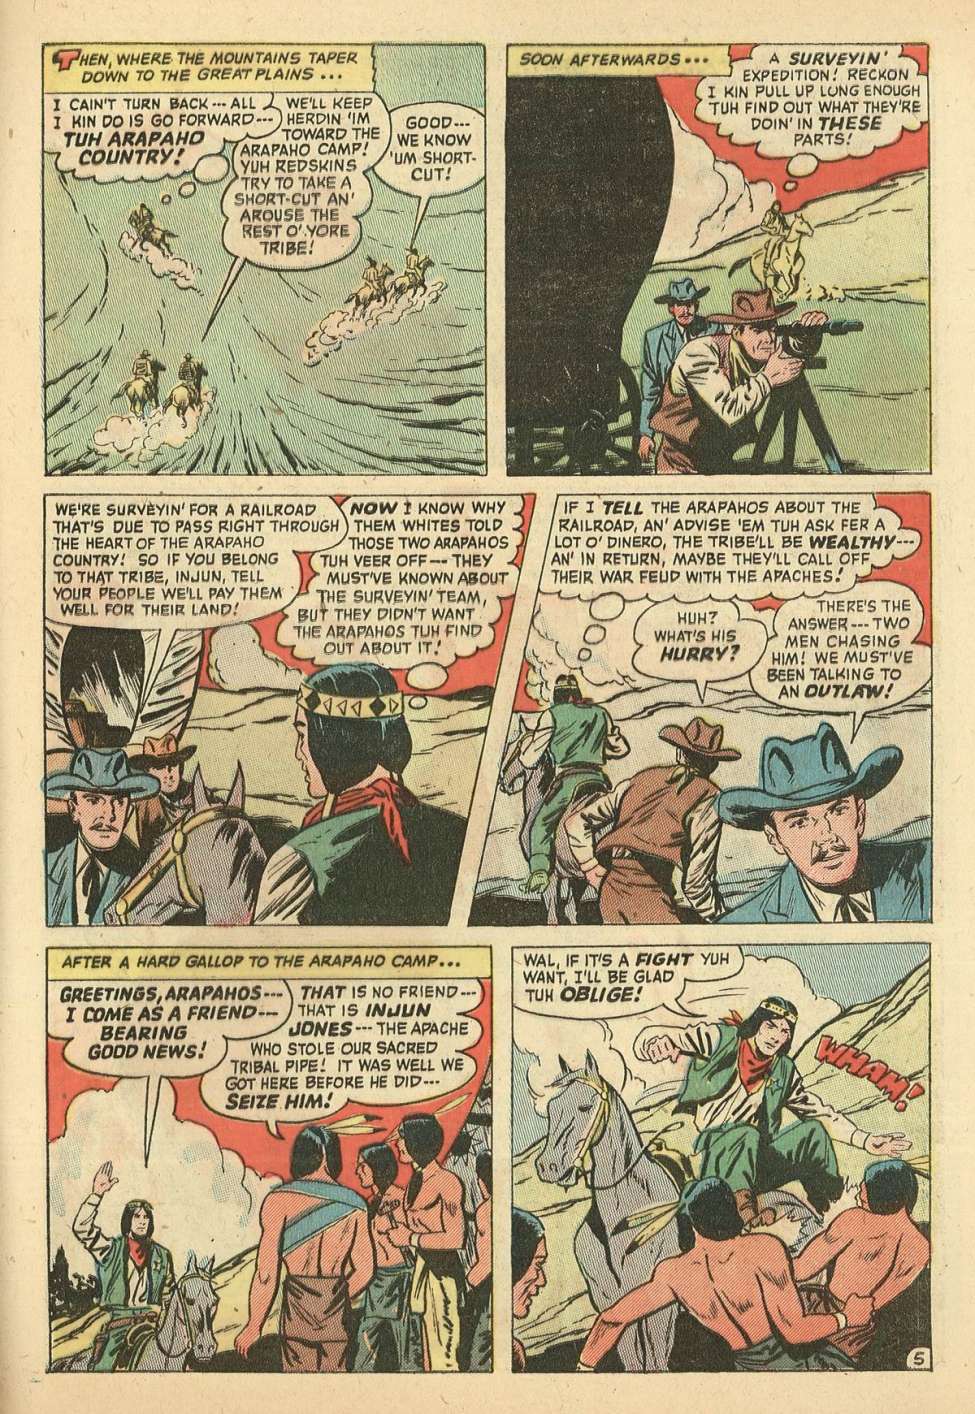 THEN, WHERE THE MOUNTAINS TAPER
DOWN TO THE GREAT PLAINS...
I CAIN'T TURN BACK--- ALL
I KIN DO IS GO FORWARD---
TUH ARAPAHO
COUNTRY!
WE'LL KEEP
HERDIN' 'IM
TOWARD THE
ARAPAHO CAMP!
YUH REDSKINS
TRY TO TAKE A
SHORT-CUT AN'
AROUSE THE
REST O' YORE
TRIBE!
GOOD---
WE KNOW
'UM SHORT-
CUT!
SOON AFTERWARDS...
A SURVEYIN'
EXPEDITION! RECKON
I KIN PULL UP LONG ENOUGH
TUH FIND OUT WHAT THEY'RE
DOIN' IN THESE
PARTS!
WE'RE SURVEYIN' FOR A RAILROAD
THAT'S DUE TO PASS RIGHT THROUGH
THE HEART OF THE ARAPAHO
COUNTRY! SO IF YOU BELONG
TO THAT TRIBE, INJUN, TELL
YOUR PEOPLE WE'LL PAY THEM
WELL FOR THEIR LAND!
NOW I KNOW WHY
THEM WHITES TOLD
THOSE TWO ARAPAHOS
TUH VEER OFF--- THEY
MUST'VE KNOWN ABOUT
THE SURVEYIN' TEAM,
BUT THEY DIDN'T WANT
THE ARAPAHOS TUH FIND
OUT ABOUT IT!
IF I TELL THE ARAPAHOS ABOUT THE
RAILROAD, AN' ADVISE 'EM TUH ASK FER A
LOT O' DINERO, THE TRIBE'LL BE WEALTHY---
AN' IN RETURN, MAYBE THEY'LL CALL OFF
THEIR WAR FEUD WITH THE APACHES!
HUH?
WHAT'S HIS
HURRY?
THERE'S THE
ANSWER--- TWO
MEN CHASING
HIM! WE MUST'VE
BEEN TALKING TO
AN OUTLAW!
AFTER A HARD GALLOP TO THE ARAPAHO CAMP...
GREETINGS, ARAPAHOS---
I COME AS A FRIEND---
BEARING
GOOD NEWS!
THAT IS NO FRIEND---
THAT IS INJUN
JONES--- THE APACHE
WHO STOLE OUR SACRED
TRIBAL PIPE! IT WAS WELL WE
GOT HERE BEFORE HE DID---
SEIZE HIM!
WAL, IF IT'S A FIGHT YUH
WANT, I'LL BE GLAD
TUH OBLIGE!
WHAM!
5